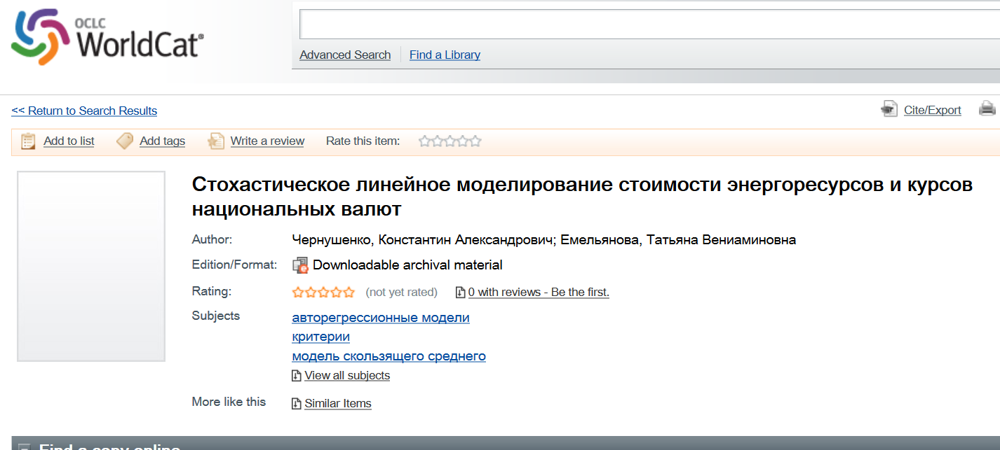 OCLC
WorldCat®
Advanced Search
Find a Library
<< Return to Search Results
Cite/Export
Add to list
Add tags
Write a review
Rate this item:
Стохастическое линейное моделирование стоимости энергоресурсов и курсов
национальных валют
Author:
Чернушенко, Константин Александрович; Емельянова, Татьяна Вениаминовна
Edition/Format:
Downloadable archival material
Rating:
(not yet rated)
0 with reviews - Be the first.
Subjects
авторегрессионные модели
критерии
модель скользящего среднего
View all subjects
More like this
Similar Items
Find a copy online